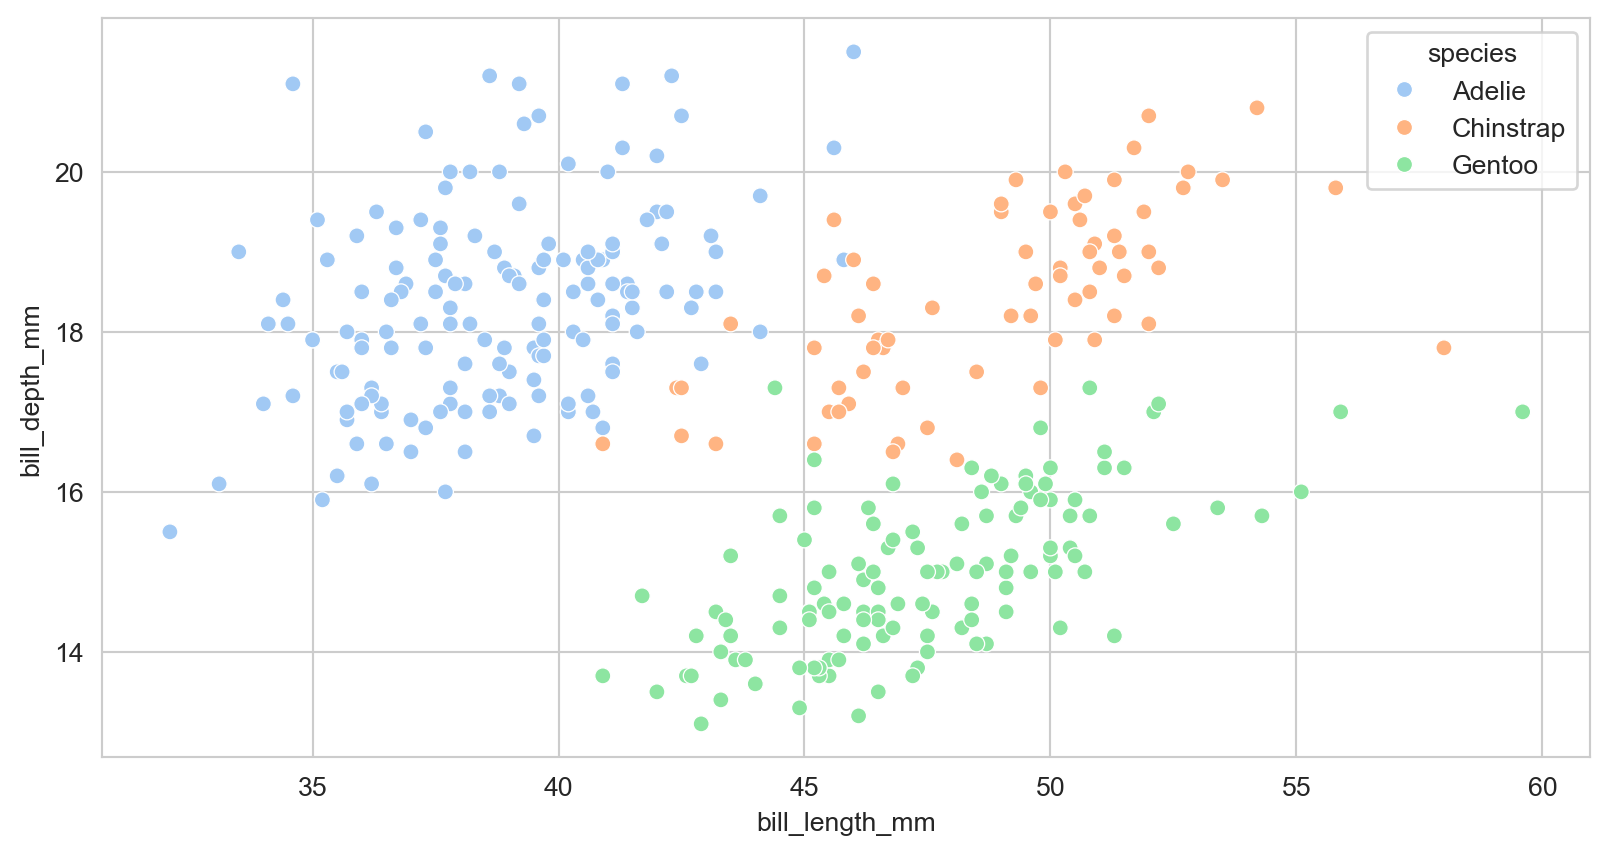 species
Adelie
Chinstrap
Gentoo
bill_depth_mm
20
18
16
14
35 40 45 50 55 60
bill_length_mm